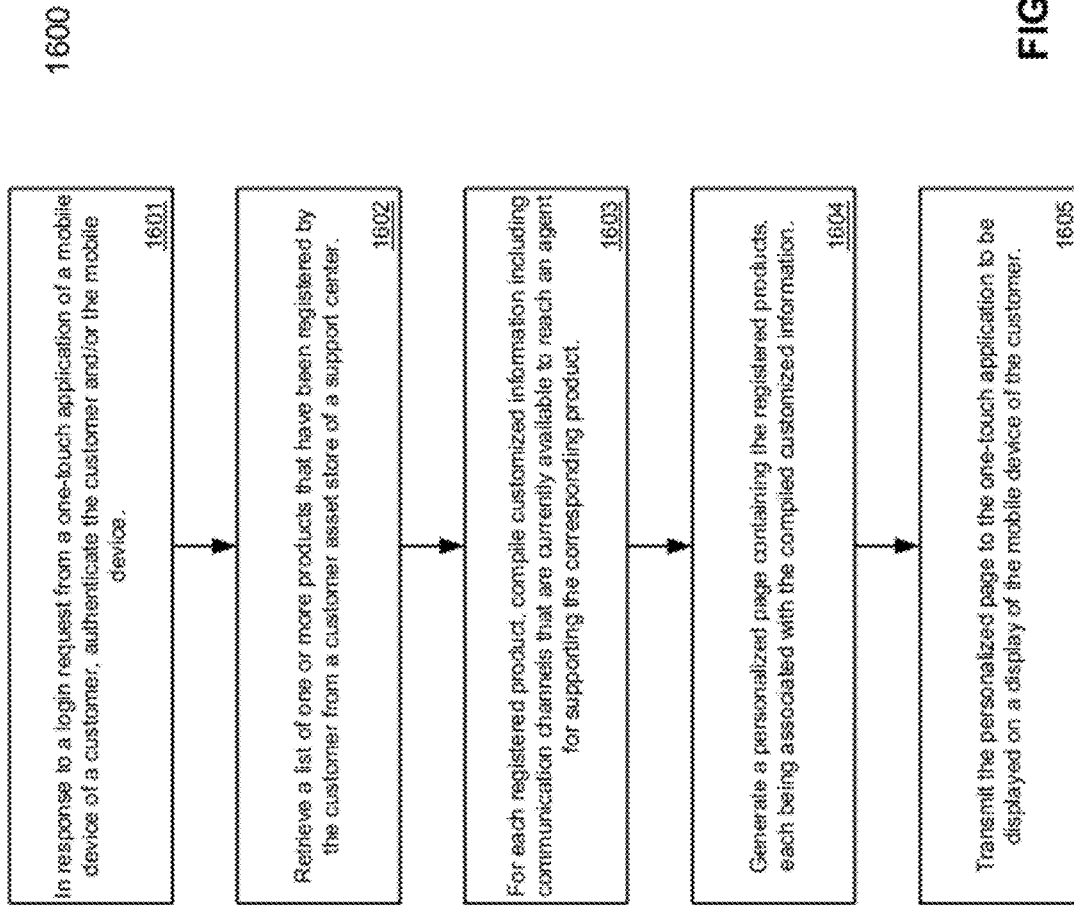 1600
In response to a login request from a one-touch application of a mobile
device of a customer, authenticate the customer and/or the mobile
device.
1601
Retrieve a list of one or more products that have been registered by
the customer from a customer asset store of a support center.
1602
For each registered product, compile customized information including
communication channels that are currently available to reach an agent
for supporting the corresponding product.
1603
Generate a personalized page containing the registered products,
each being associated with the compiled customized information.
1604
Transmit the personalized page to the one-touch application to be
displayed on a display of the mobile device of the customer.
1605
FIG